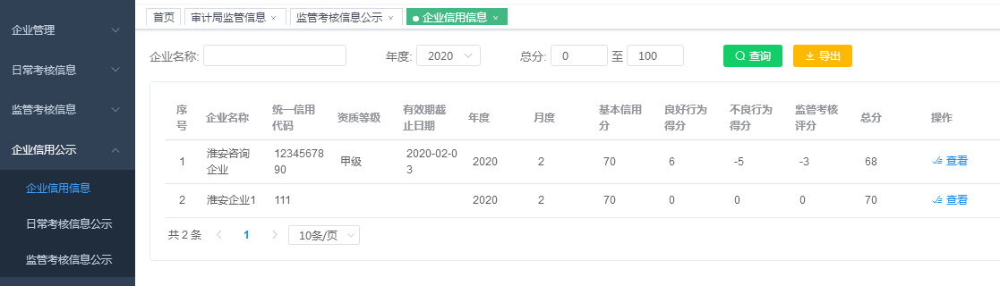 企业管理
日常考核信息
监管考核信息
企业信用公示
企业信用信息
日常考核信息公示
监管考核信息公示
首页 审计局监管信息 × 监管考核信息公示 × 企业信用信息 ×
企业名称: 年度: 2020 总分: 0 至 100 查询 导出
序号 企业名称 统一信用代码 资质等级 有效期截止日期 年度 月度 基本信用分 良好行为得分 不良行为得分 监管考核评分 总分 操作
1 淮安咨询企业 1234567890 甲级 2020-02-03 2020 2 70 6 -5 -3 68 查看
2 淮安企业1 111 2020 2 70 0 0 0 70 查看
共 2 条 1 10条/页